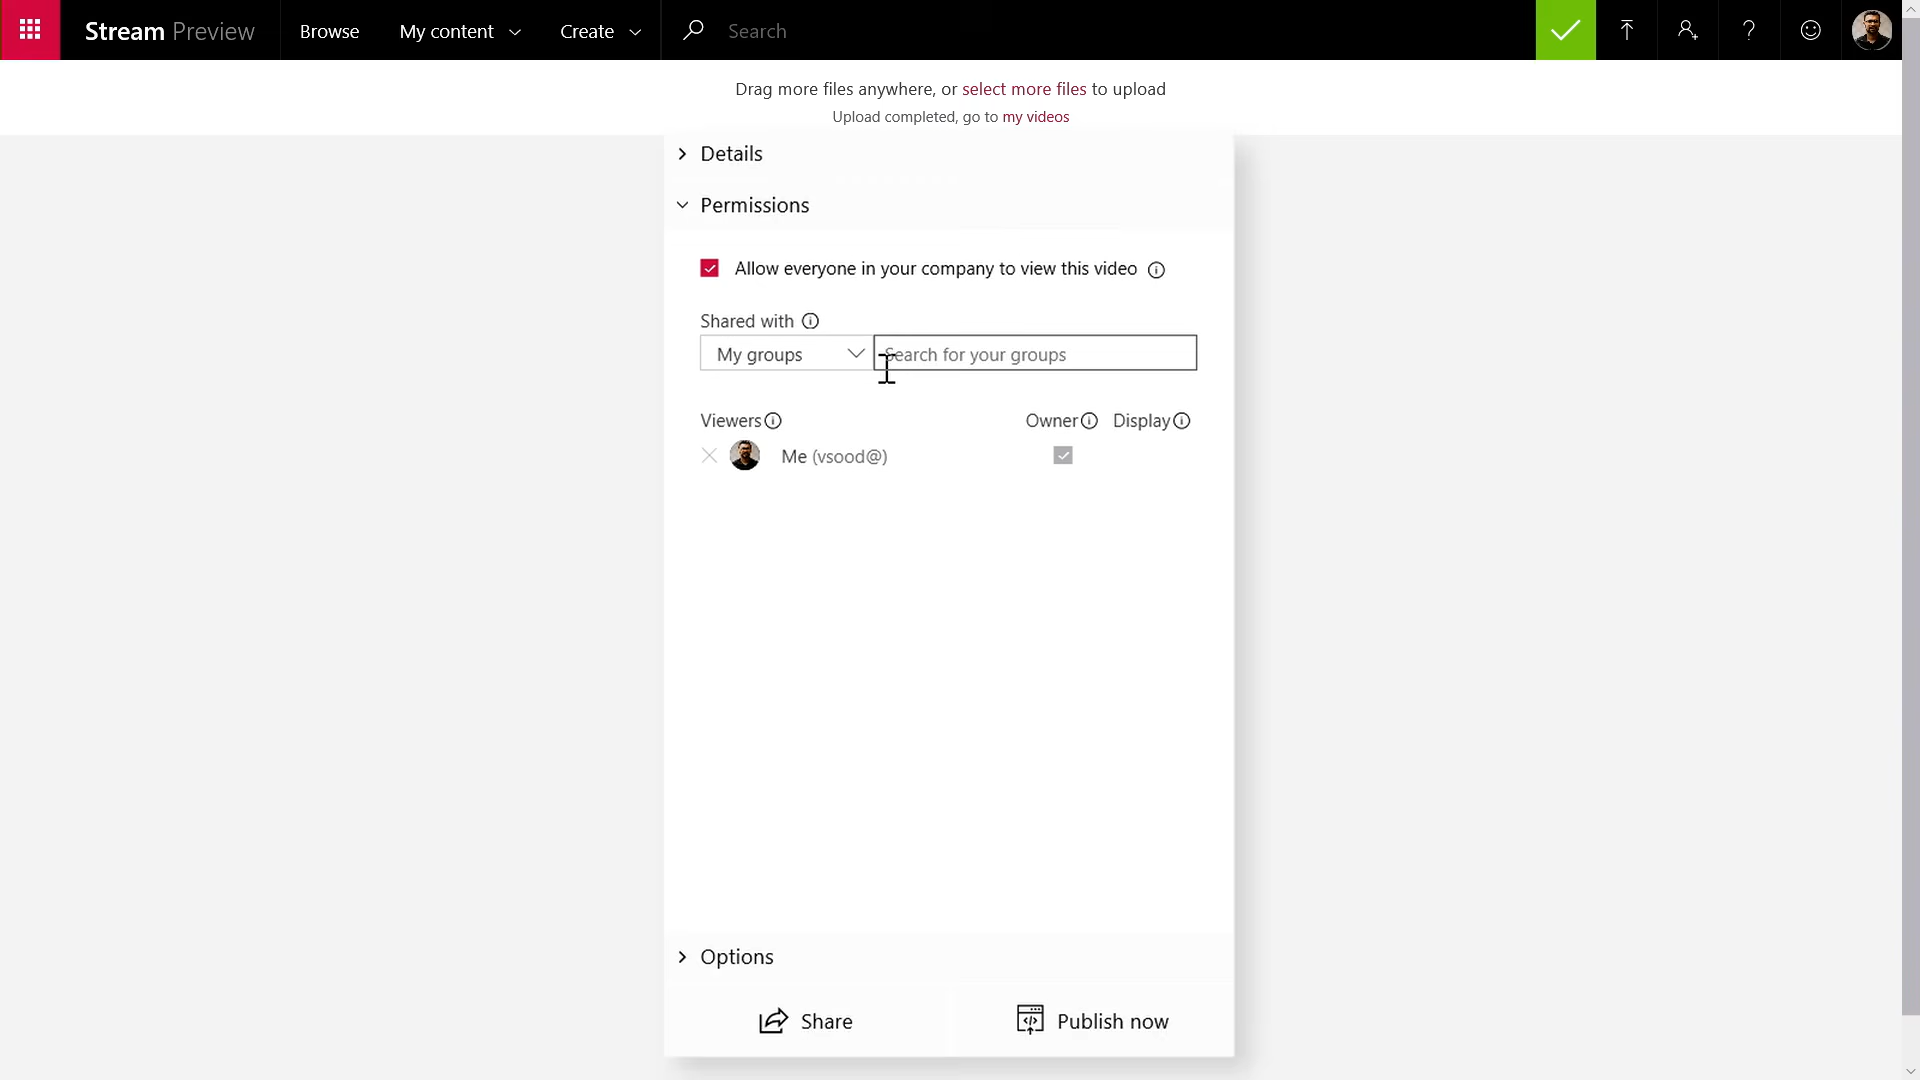 Stream Preview Browse My content Create Search
Drag more files anywhere, or select more files to upload
Upload completed, go to my videos
Details
Permissions
Allow everyone in your company to view this video
Shared with
My groups Search for your groups
Viewers Owner Display
Me (vsood@)
Options
Share Publish now